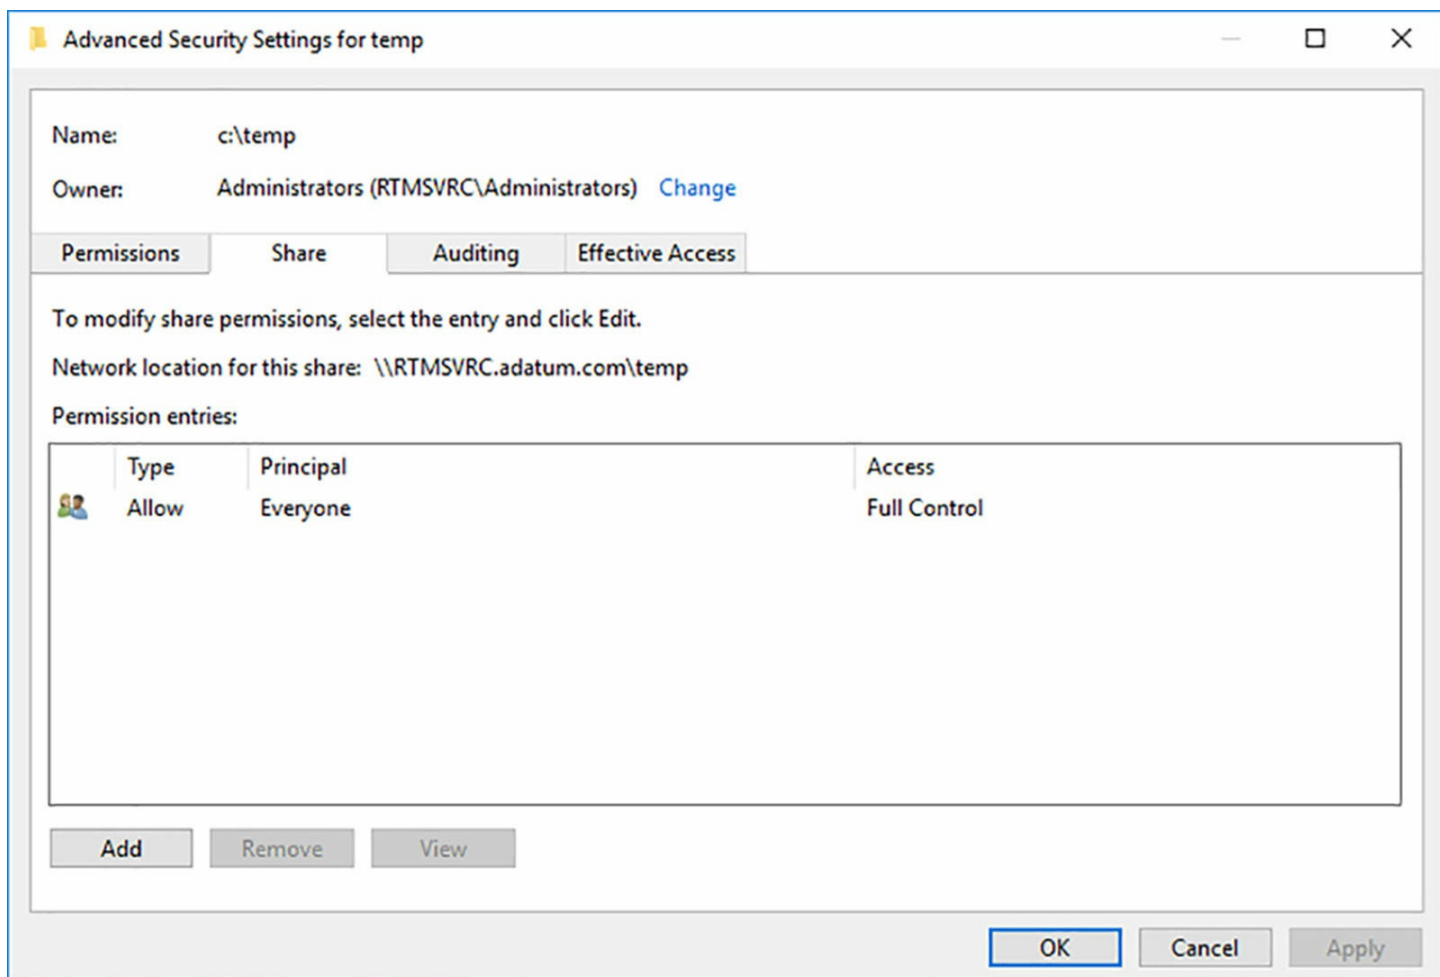 Advanced Security Settings for temp
Name: c:\temp
Owner: Administrators (RTMSVRC\Administrators) Change
Permissions Share Auditing Effective Access
To modify share permissions, select the entry and click Edit.
Network location for this share: \\RTMSVRC.adatum.com\temp
Permission entries:
Type Principal Access
Allow Everyone Full Control
Add Remove View
OK Cancel Apply